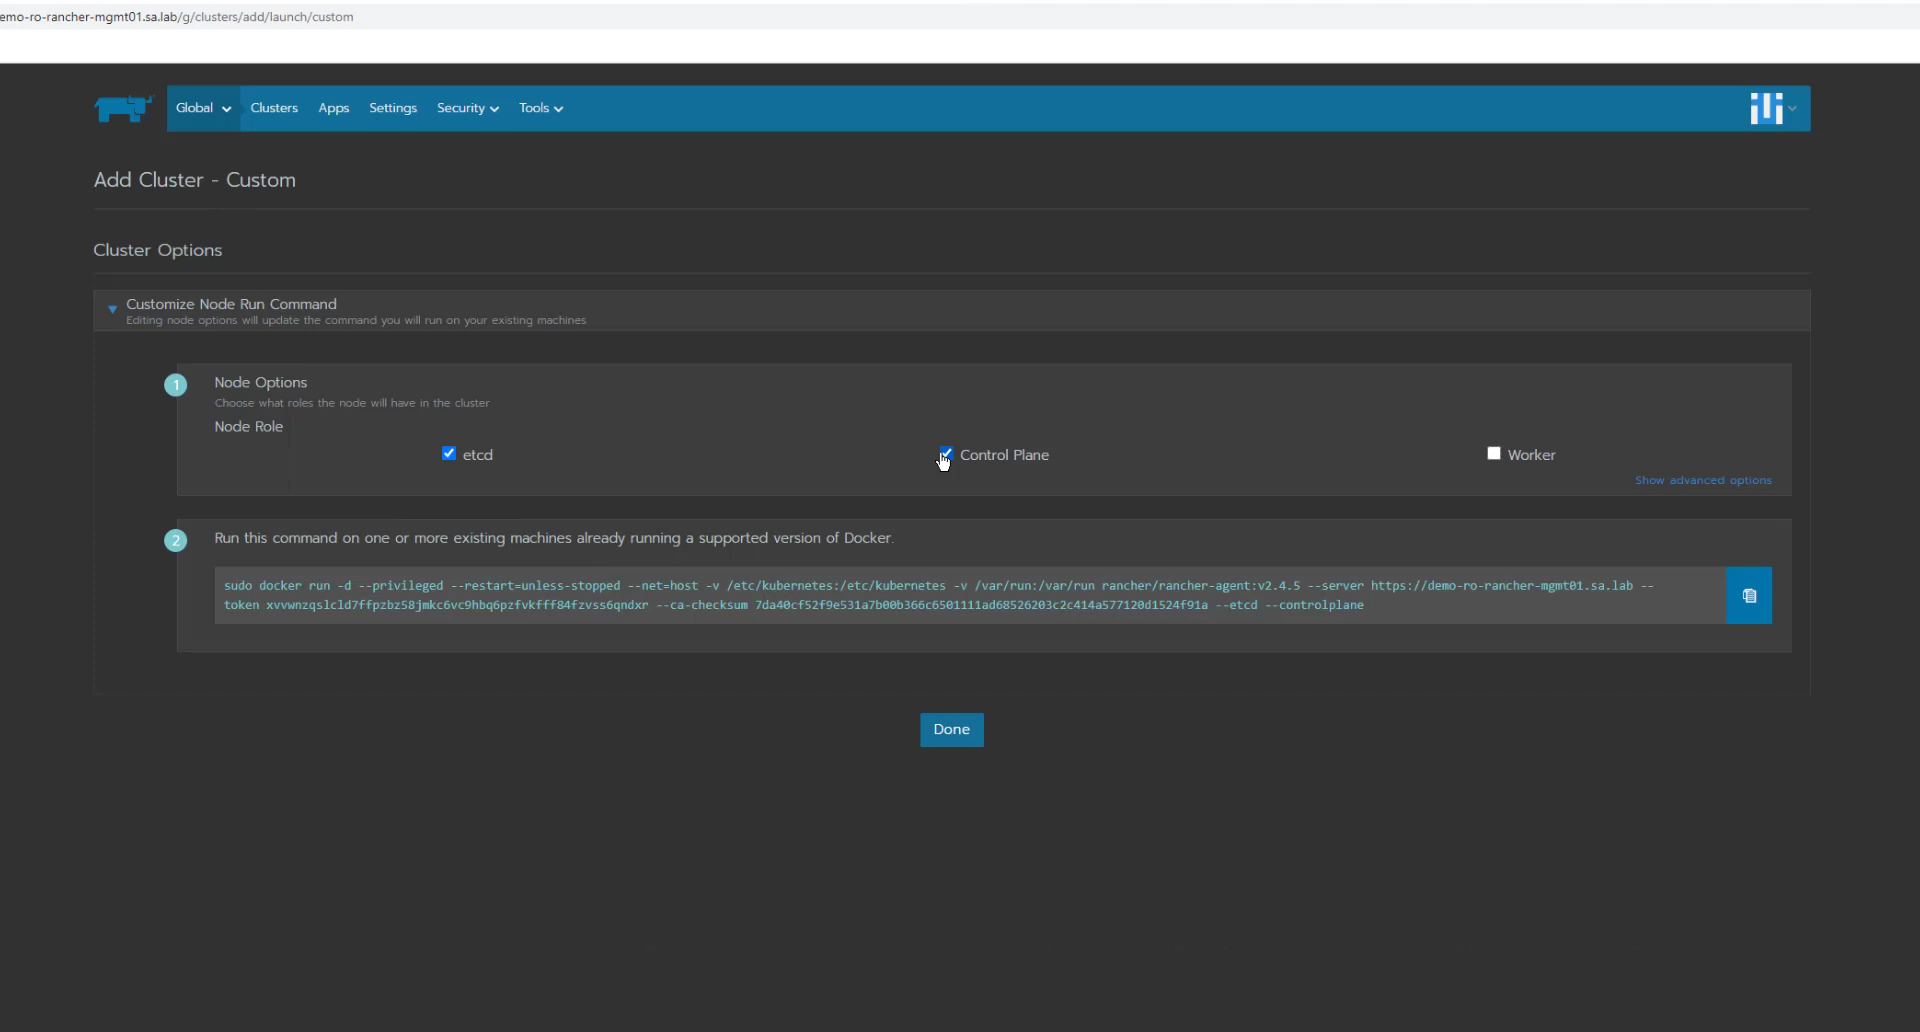 emo-ro-rancher-mgmt01.sa.lab/g/clusters/add/launch/custom
Global Clusters Apps Settings Security Tools
Add Cluster - Custom
Cluster Options
Customize Node Run Command
Editing node options will update the command you will run on your existing machines
1 Node Options
Choose what roles the node will have in the cluster
Node Role
etcd Control Plane Worker
Show advanced options
2 Run this command on one or more existing machines already running a supported version of Docker.
sudo docker run -d --privileged --restart=unless-stopped --net=host -v /etc/kubernetes:/etc/kubernetes -v /var/run:/var/run rancher/rancher-agent:v2.4.5 --server https://demo-ro-rancher-mgmt01.sa.lab --
token xvvwnzqslcld7ffpzbz58jmkc6vc9hbq6pzfvkfff84fzvss6qndxr --ca-checksum 7da40cf52f9e531a7b00b366c6501111ad68526203c2c414a577120d1524f91a --etcd --controlplane
Done